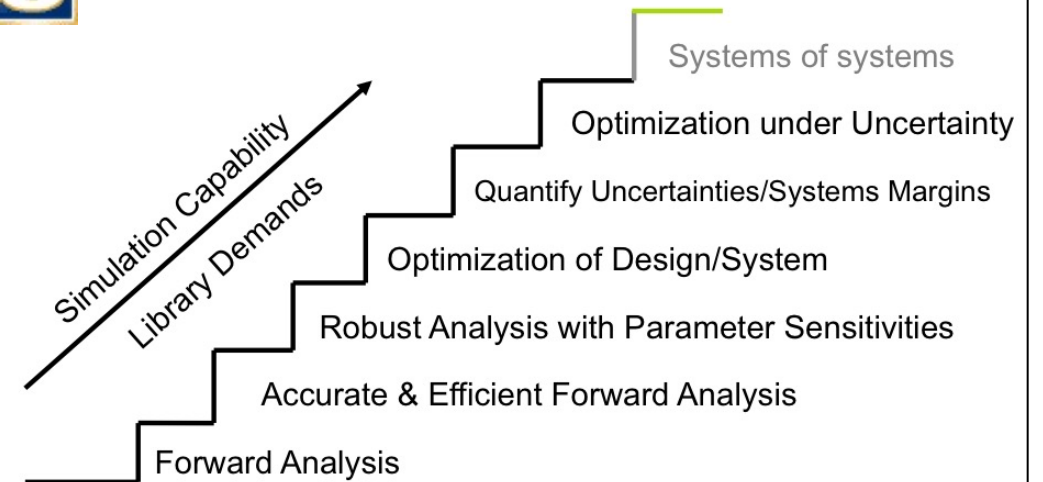 Systems of systems
Optimization under Uncertainty
Quantify Uncertainties/Systems Margins
Optimization of Design/System
Robust Analysis with Parameter Sensitivities
Accurate & Efficient Forward Analysis
Forward Analysis
Simulation Capability
Library Demands